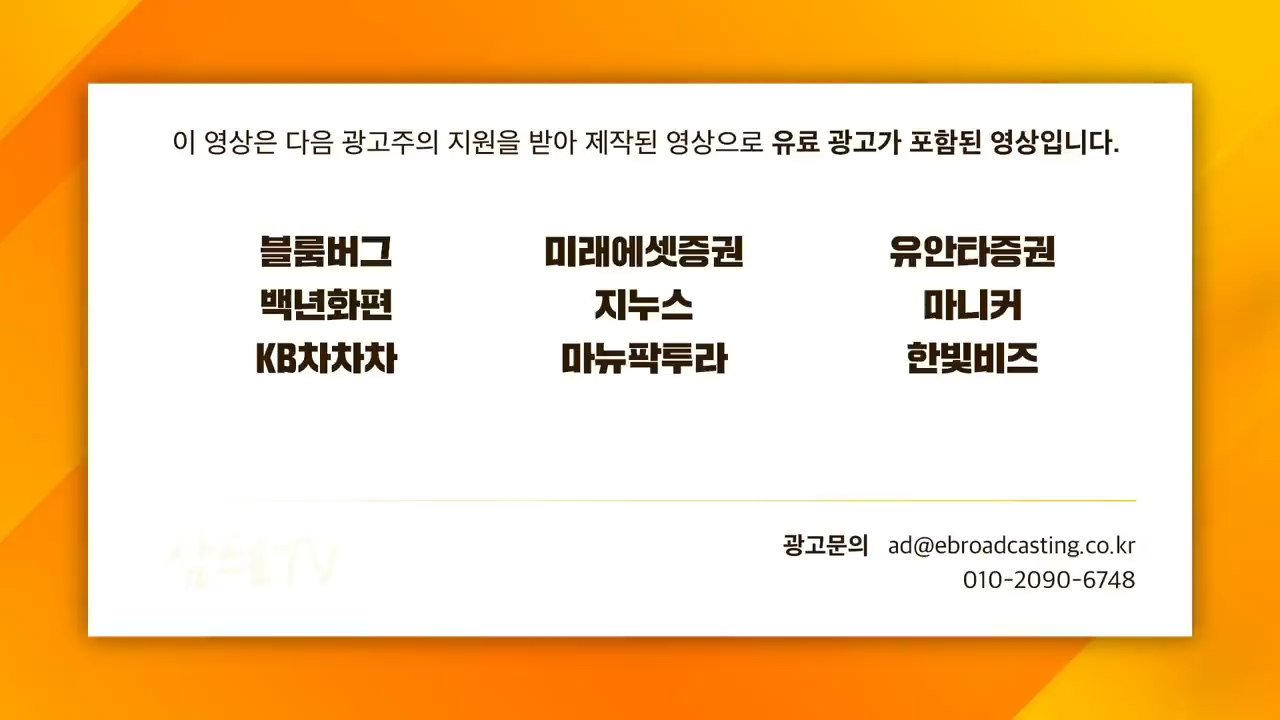 이 영상은 다음 광고주의 지원을 받아 제작된 영상으로 유료 광고가 포함된 영상입니다.
블룸버그 미래에셋증권 유안타증권
백년화편 지누스 마니커
KB차차차 마뉴팍투라 한빛비즈
광고문의 ad@ebroadcasting.co.kr
010-2090-6748